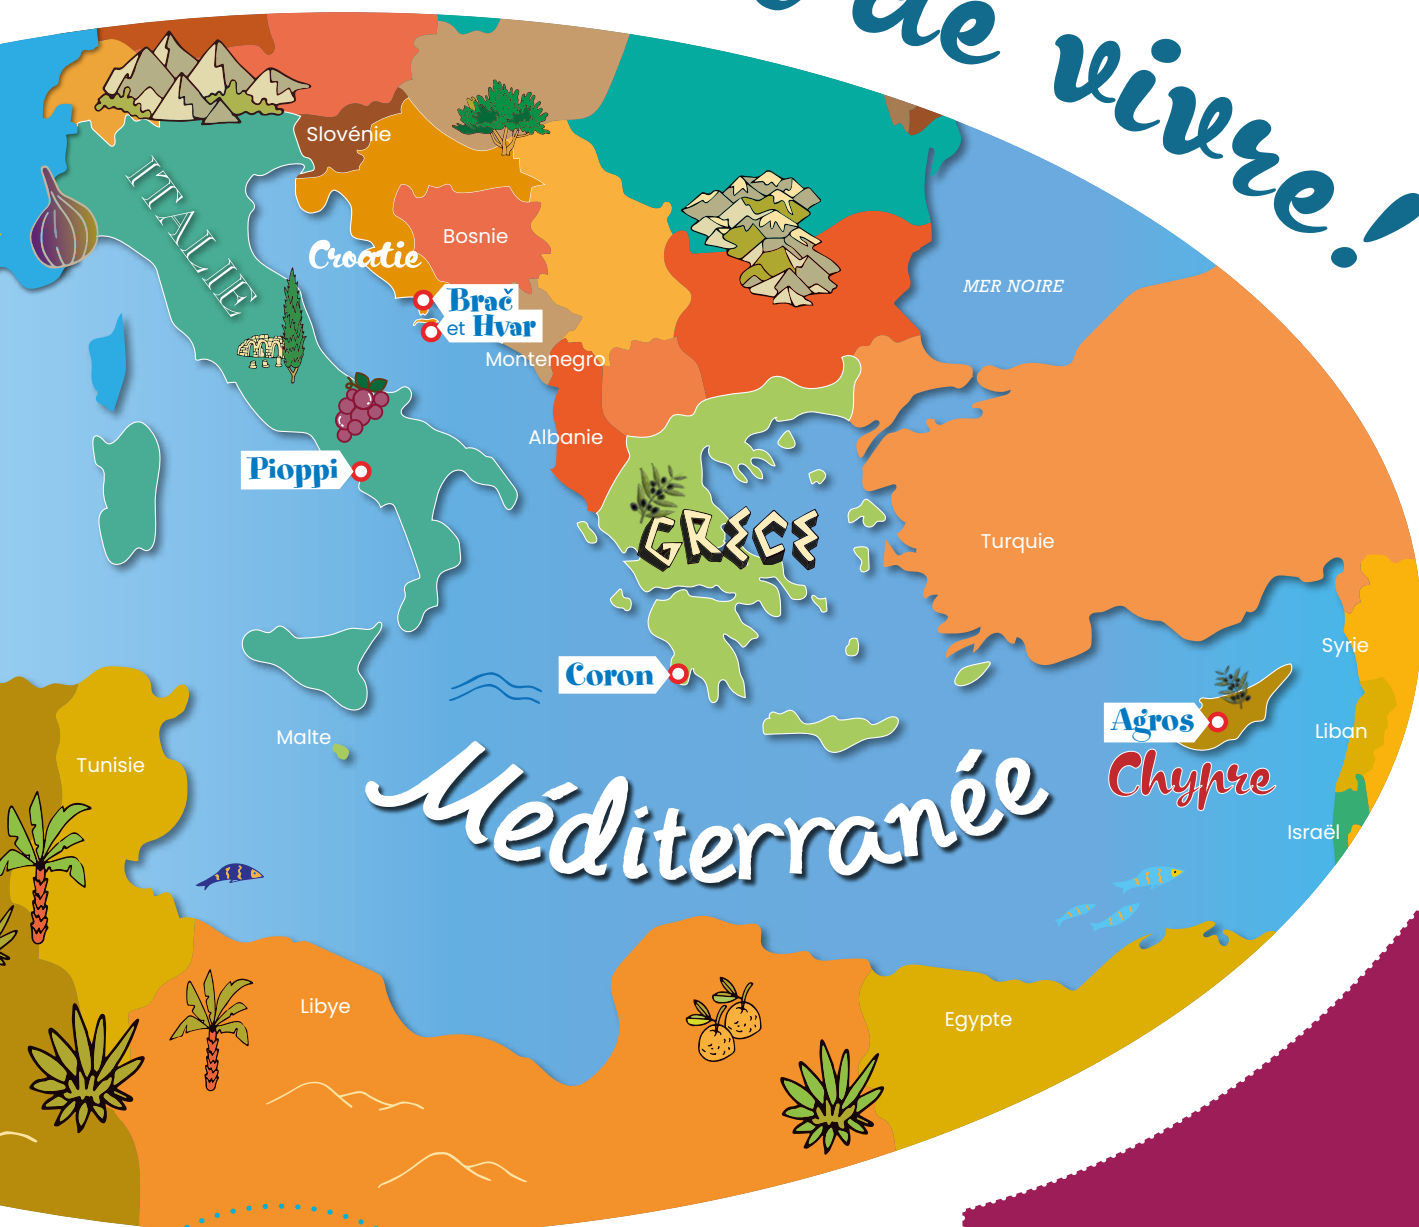 de vivre !
Slovénie
ITALIE
Bosnie
Croatie
MER NOIRE
Brač
et Hvar
Montenegro
Albanie
Pioppi
GRECE
Turquie
Syrie
Coron
Agros
Liban
Malte
Chypre
Tunisie
Méditerranée
Israël
Libye
Egypte